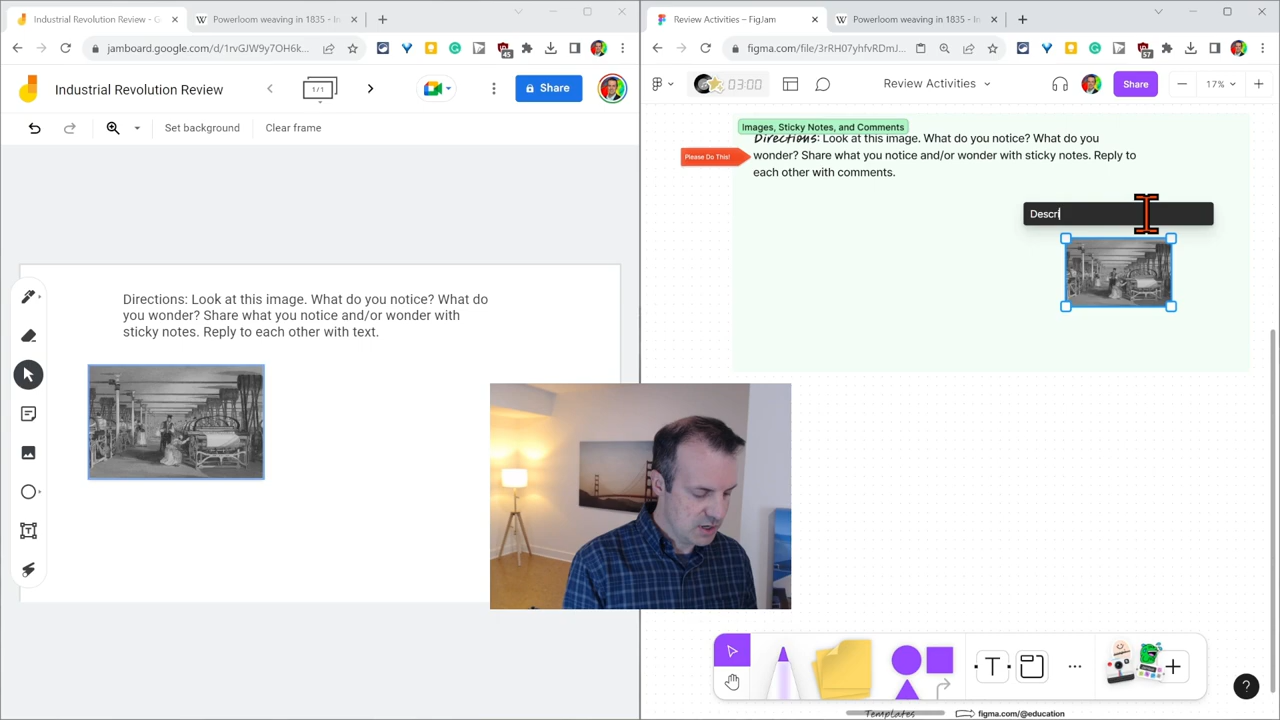 Industrial Revolution Review - G
Powerloom weaving in 1835 - In
jamboard.google.com/d/1rvGJW9y7OH6k...
45
Industrial Revolution Review
1/1
Share
Set background
Clear frame
Directions: Look at this image. What do you notice? What do
you wonder? Share what you notice and/or wonder with
sticky notes. Reply to each other with text.
Review Activities – FigJam
Powerloom weaving in 1835 - In
figma.com/file/3rRH07yhfvRDmJ...
57
03:00
Review Activities
Share
17%
Images, Sticky Notes, and Comments
Please Do This!
Directions: Look at this image. What do you notice? What do you
wonder? Share what you notice and/or wonder with sticky notes. Reply to
each other with comments.
Descri
T
?
Templates
figma.com/@education